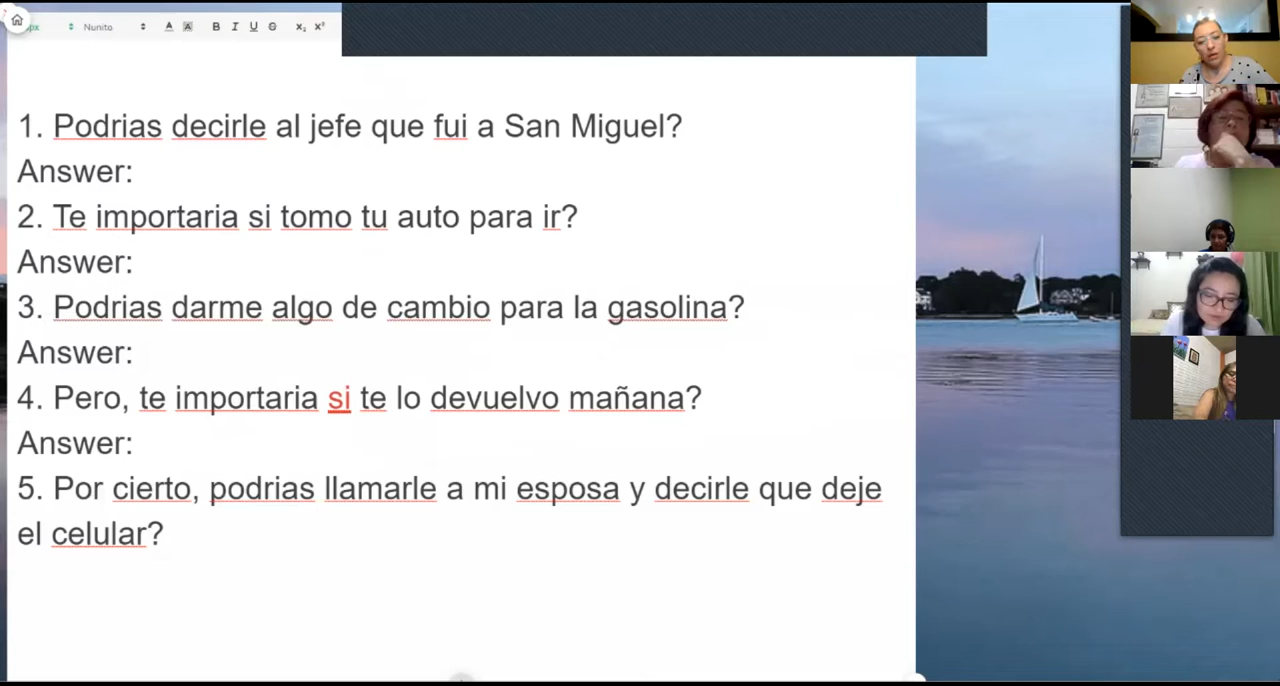 px Nunito A A B I U S X₂ X²
1. Podrias decirle al jefe que fui a San Miguel?
Answer:
2. Te importaria si tomo tu auto para ir?
Answer:
3. Podrias darme algo de cambio para la gasolina?
Answer:
4. Pero, te importaria si te lo devuelvo mañana?
Answer:
5. Por cierto, podrias llamarle a mi esposa y decirle que deje
el celular?